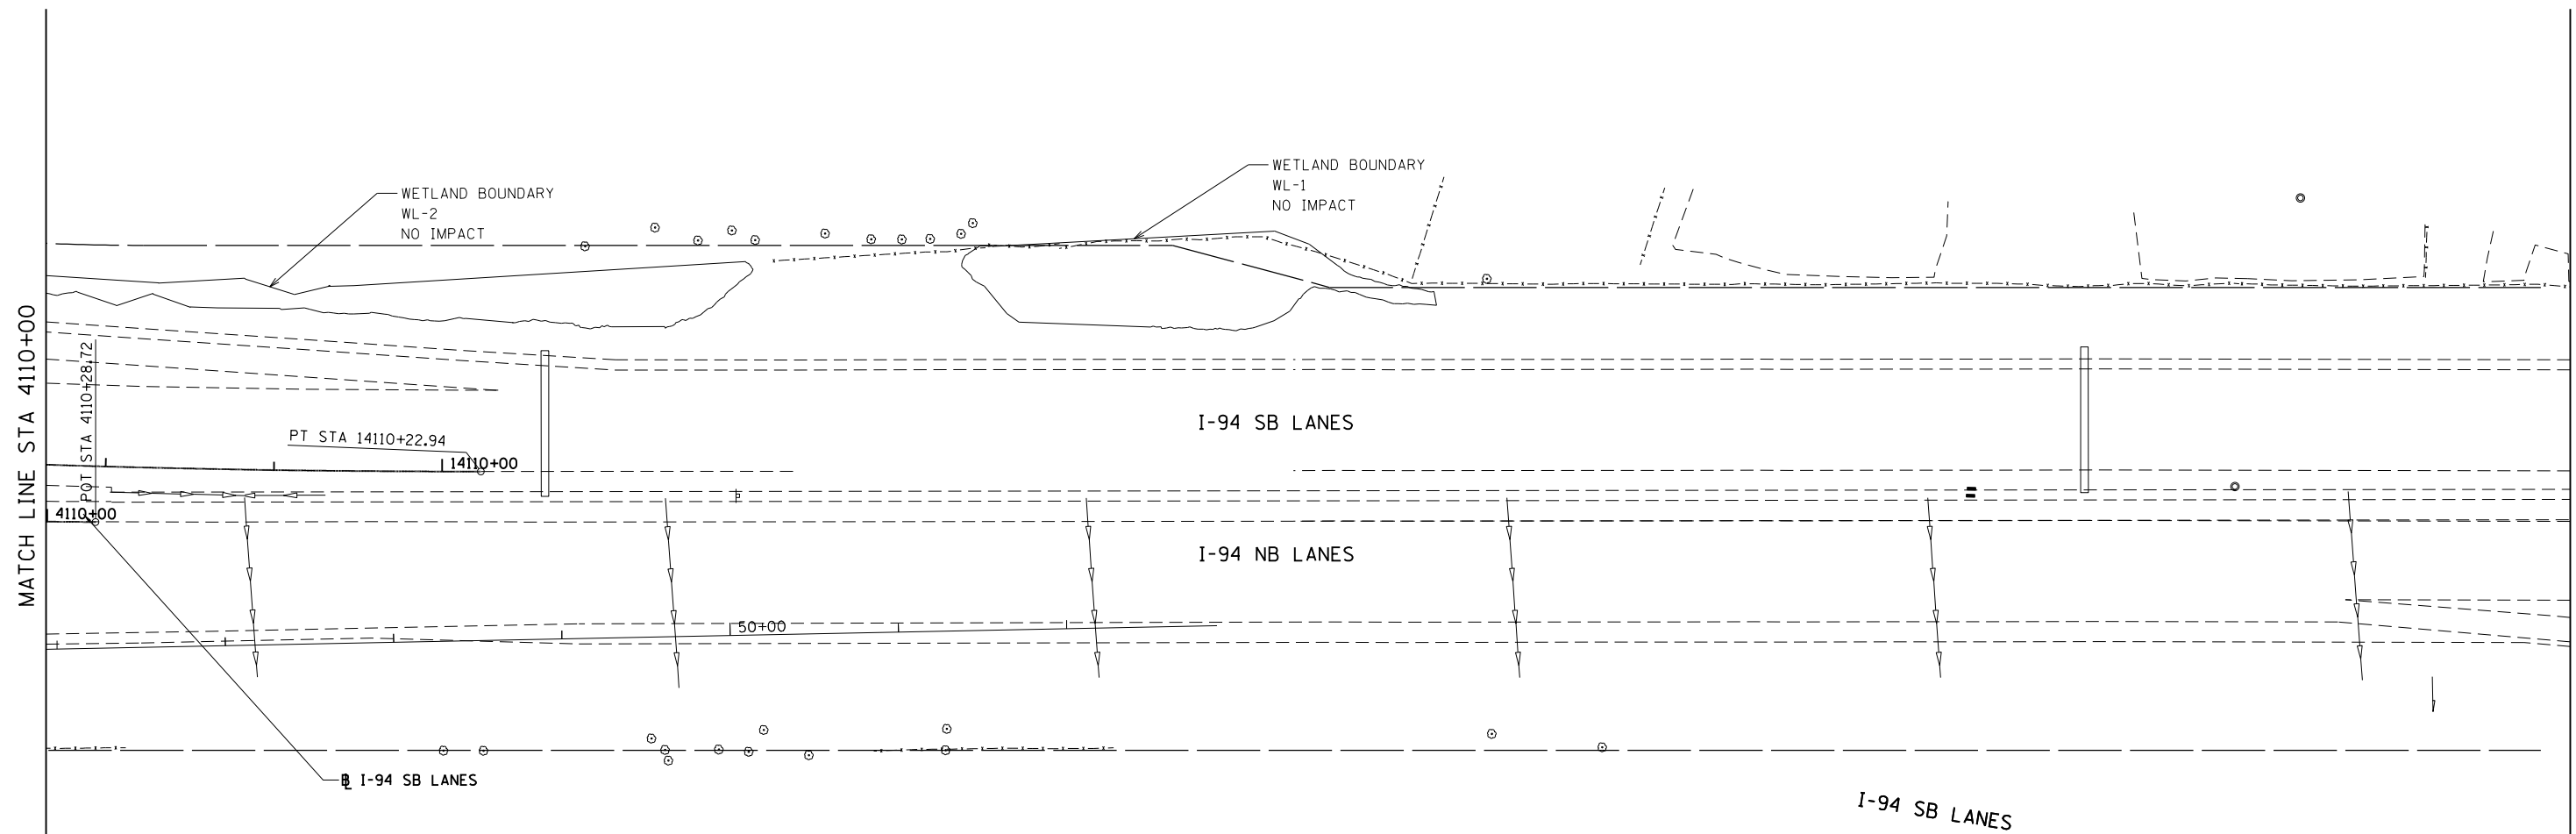 WETLAND BOUNDARY
WL-2
NO IMPACT
WETLAND BOUNDARY
WL-1
NO IMPACT
MATCH LINE STA 4110+00
POT STA 4110+28.72
PT STA 14110+22.94
14110+00
4110+00
I-94 SB LANES
I-94 NB LANES
50+00
I-94 SB LANES
I-94 SB LANES